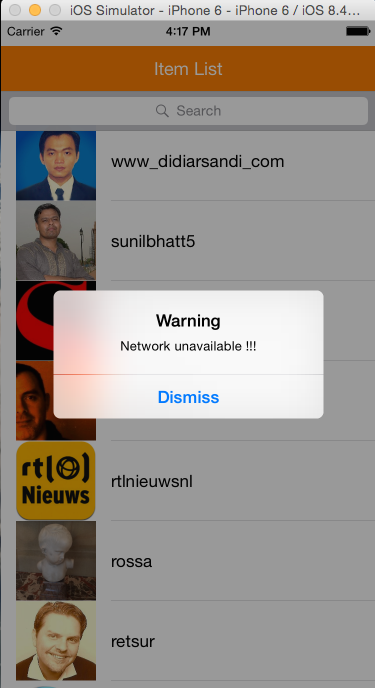 iOS Simulator - iPhone 6 - iPhone 6 / iOS 8.4...
Carrier 4:17 PM
Item List
Search
www_didiarsandi_com
sunilbhatt5
Warning
Network unavailable !!!
Dismiss
rtl
Nieuws
rtlnieuwsnl
rossa
retsur